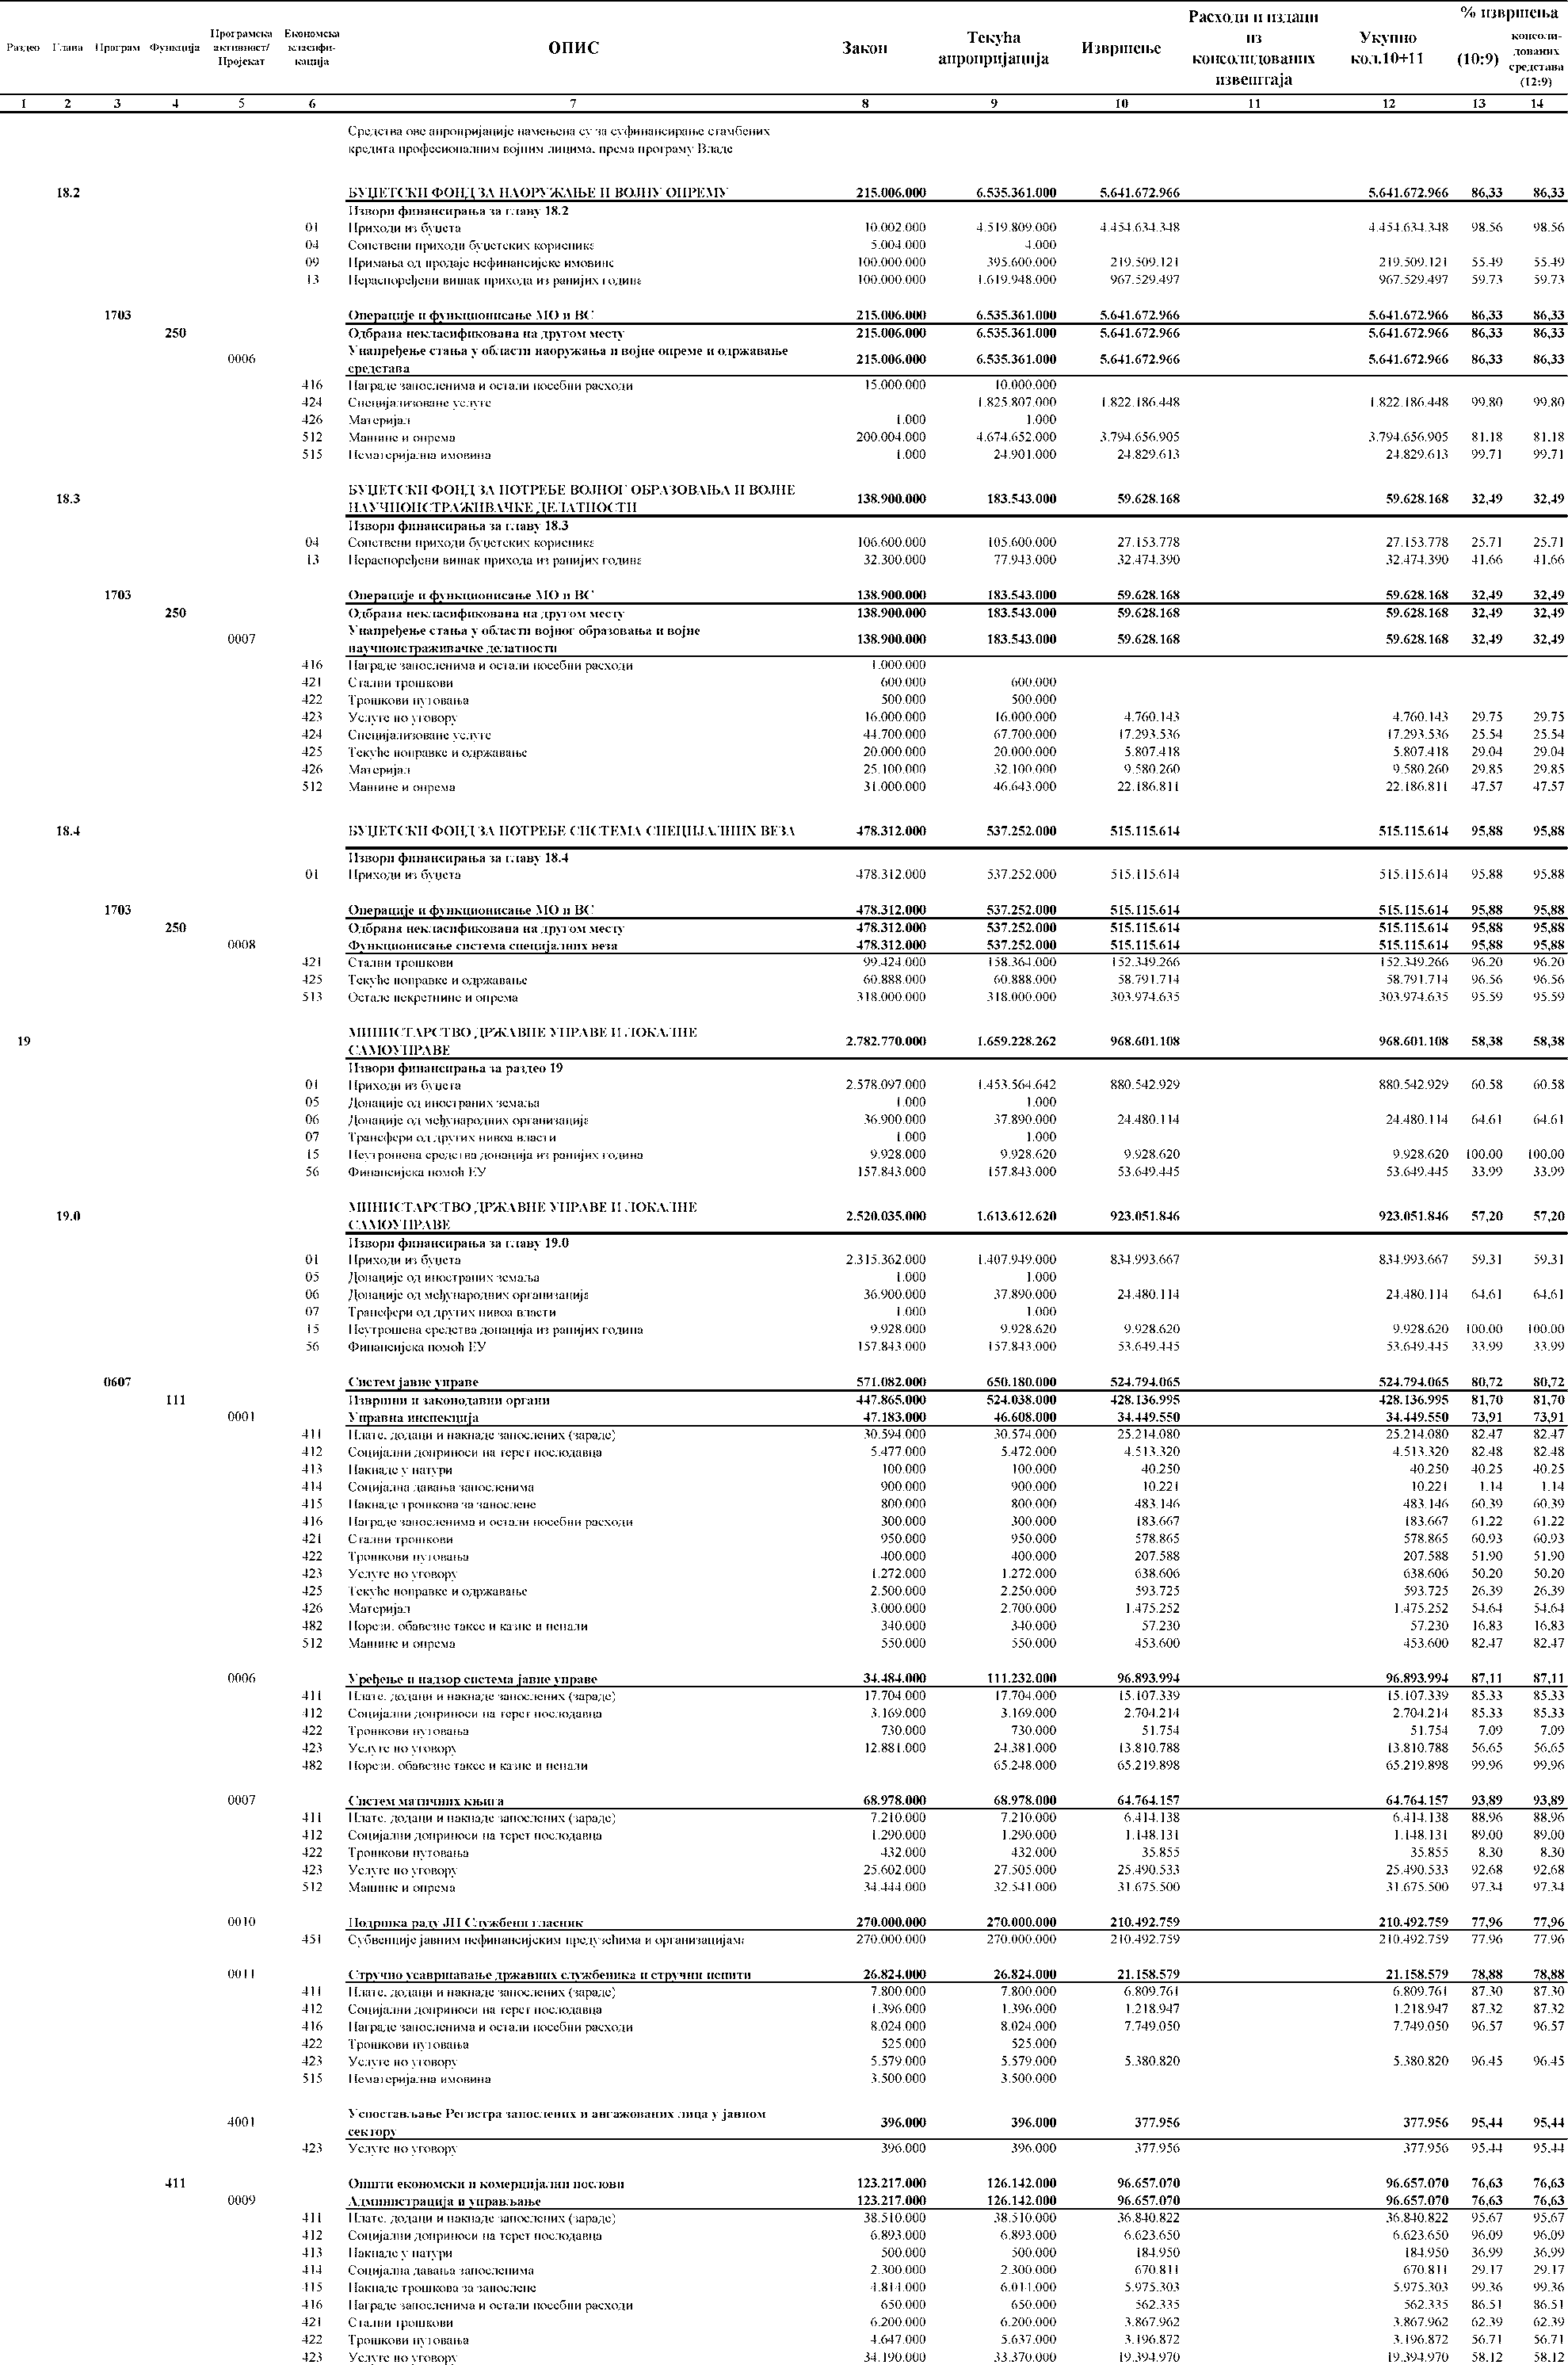 Раздео Глава Програм Функција Програмска активност/ Пројекат Економска класифи- кација ОПИС Закон Текућа апропријација Извршење Расходи и издаци из консолидованих извештаја Укупно кол.10+11 % извршења (10:9) консоли- дованих средстава (12:9)
1 2 3 4 5 6 7 8 9 10 11 12 13 14
Средства ове апропријације намењена су за суфинансирање стамбених
кредита професионалним војним лицима, према програму Владе
18.2 БУЏЕТСКИ ФОНД ЗА НАОРУЖАЊЕ И ВОЈНУ ОПРЕМУ 215.006.000 6.535.361.000 5.641.672.966 5.641.672.966 86,33 86,33
Извори финансирања за главу 18.2
01 Приходи из буџета 10.002.000 4.519.809.000 4.454.634.348 4.454.634.348 98.56 98.56
04 Сопствени приходи буџетских корисника 5.004.000 4.000
09 Примања од продаје нефинансијске имовине 100.000.000 395.600.000 219.509.121 219.509.121 55.49 55.49
13 Нераспоређени вишак прихода из ранијих година 100.000.000 1.619.948.000 967.529.497 967.529.497 59.73 59.73
1703 Операције и функционисање МО и ВС 215.006.000 6.535.361.000 5.641.672.966 5.641.672.966 86,33 86,33
250 Одбрана некласификована на другом месту 215.006.000 6.535.361.000 5.641.672.966 5.641.672.966 86,33 86,33
0006 Унапређење стања у области наоружања и војне опреме и одржавање
средстава 215.006.000 6.535.361.000 5.641.672.966 5.641.672.966 86,33 86,33
416 Награде запосленима и остали посебни расходи 15.000.000 10.000.000
424 Специјализоване услуге 1.825.807.000 1.822.186.448 1.822.186.448 99.80 99.80
426 Материјал 1.000 1.000
512 Машине и опрема 200.004.000 4.674.652.000 3.794.656.905 3.794.656.905 81.18 81.18
515 Нематеријална имовина 1.000 24.901.000 24.829.613 24.829.613 99.71 99.71
18.3 БУЏЕТСКИ ФОНД ЗА ПОТРЕБЕ ВОЈНОГ ОБРАЗОВАЊА И ВОЈНЕ
НАУЧНОИСТРАЖИВАЧКЕ ДЕЛАТНОСТИ 138.900.000 183.543.000 59.628.168 59.628.168 32,49 32,49
Извори финансирања за главу 18.3
04 Сопствени приходи буџетских корисника 106.600.000 105.600.000 27.153.778 27.153.778 25.71 25.71
13 Нераспоређени вишак прихода из ранијих година 32.300.000 77.943.000 32.474.390 32.474.390 41.66 41.66
1703 Операције и функционисање МО и ВС 138.900.000 183.543.000 59.628.168 59.628.168 32,49 32,49
250 Одбрана некласификована на другом месту 138.900.000 183.543.000 59.628.168 59.628.168 32,49 32,49
0007 Унапређење стања у области војног образовања и војне
научноистраживачке делатности 138.900.000 183.543.000 59.628.168 59.628.168 32,49 32,49
416 Награде запосленима и остали посебни расходи 1.000.000
421 Стални трошкови 600.000 600.000
422 Трошкови путовања 500.000 500.000
423 Услуге по уговору 16.000.000 16.000.000 4.760.143 4.760.143 29.75 29.75
424 Специјализоване услуге 44.700.000 67.700.000 17.293.536 17.293.536 25.54 25.54
425 Текуће поправке и одржавање 20.000.000 20.000.000 5.807.418 5.807.418 29.04 29.04
426 Материјал 25.100.000 32.100.000 9.580.260 9.580.260 29.85 29.85
512 Машине и опрема 31.000.000 46.643.000 22.186.811 22.186.811 47.57 47.57
18.4 БУЏЕТСКИ ФОНД ЗА ПОТРЕБЕ СИСТЕМА СПЕЦИЈАЛНИХ ВЕЗА 478.312.000 537.252.000 515.115.614 515.115.614 95,88 95,88
Извори финансирања за главу 18.4
01 Приходи из буџета 478.312.000 537.252.000 515.115.614 515.115.614 95.88 95.88
1703 Операције и функционисање МО и ВС 478.312.000 537.252.000 515.115.614 515.115.614 95,88 95,88
250 Одбрана некласификована на другом месту 478.312.000 537.252.000 515.115.614 515.115.614 95,88 95,88
0008 Функционисање система специјалних веза 478.312.000 537.252.000 515.115.614 515.115.614 95,88 95,88
421 Стални трошкови 99.424.000 158.364.000 152.349.266 152.349.266 96.20 96.20
425 Текуће поправке и одржавање 60.888.000 60.888.000 58.791.714 58.791.714 96.56 96.56
513 Остале некретнине и опрема 318.000.000 318.000.000 303.974.635 303.974.635 95.59 95.59
19 МИНИСТАРСТВО ДРЖАВНЕ УПРАВЕ И ЛОКАЛНЕ
САМОУПРАВЕ 2.782.770.000 1.659.228.262 968.601.108 968.601.108 58,38 58,38
Извори финансирања за раздео 19
01 Приходи из буџета 2.578.097.000 1.453.564.642 880.542.929 880.542.929 60.58 60.58
05 Донације од иностраних земаља 1.000 1.000
06 Донације од међународних организација 36.900.000 37.890.000 24.480.114 24.480.114 64.61 64.61
07 Трансфери од других нивоа власти 1.000 1.000
15 Неутрошена средства донација из ранијих година 9.928.000 9.928.620 9.928.620 9.928.620 100.00 100.00
56 Финансијска помоћ ЕУ 157.843.000 157.843.000 53.649.445 53.649.445 33.99 33.99
19.0 МИНИСТАРСТВО ДРЖАВНЕ УПРАВЕ И ЛОКАЛНЕ
САМОУПРАВЕ 2.520.035.000 1.613.612.620 923.051.846 923.051.846 57,20 57,20
Извори финансирања за главу 19.0
01 Приходи из буџета 2.315.362.000 1.407.949.000 834.993.667 834.993.667 59.31 59.31
05 Донације од иностраних земаља 1.000 1.000
06 Донације од међународних организација 36.900.000 37.890.000 24.480.114 24.480.114 64.61 64.61
07 Трансфери од других нивоа власти 1.000 1.000
15 Неутрошена средства донација из ранијих година 9.928.000 9.928.620 9.928.620 9.928.620 100.00 100.00
56 Финансијска помоћ ЕУ 157.843.000 157.843.000 53.649.445 53.649.445 33.99 33.99
0607 Систем јавне управе 571.082.000 650.180.000 524.794.065 524.794.065 80,72 80,72
111 Извршни и законодавни органи 447.865.000 524.038.000 428.136.995 428.136.995 81,70 81,70
0001 Управна инспекција 47.183.000 46.608.000 34.449.550 34.449.550 73,91 73,91
411 Плате, додаци и накнаде запослених (зараде) 30.594.000 30.574.000 25.214.080 25.214.080 82.47 82.47
412 Социјални доприноси на терет послодавца 5.477.000 5.472.000 4.513.320 4.513.320 82.48 82.48
413 Накнаде у натури 100.000 100.000 40.250 40.250 40.25 40.25
414 Социјална давања запосленима 900.000 900.000 10.221 10.221 1.14 1.14
415 Накнаде трошкова за запослене 800.000 800.000 483.146 483.146 60.39 60.39
416 Награде запосленима и остали посебни расходи 300.000 300.000 183.667 183.667 61.22 61.22
421 Стални трошкови 950.000 950.000 578.865 578.865 60.93 60.93
422 Трошкови путовања 400.000 400.000 207.588 207.588 51.90 51.90
423 Услуге по уговору 1.272.000 1.272.000 638.606 638.606 50.20 50.20
425 Текуће поправке и одржавање 2.500.000 2.250.000 593.725 593.725 26.39 26.39
426 Материјал 3.000.000 2.700.000 1.475.252 1.475.252 54.64 54.64
482 Порези, обавезне таксе и казне и пенали 340.000 340.000 57.230 57.230 16.83 16.83
512 Машине и опрема 550.000 550.000 453.600 453.600 82.47 82.47
0006 Уређење и надзор система јавне управе 34.484.000 111.232.000 96.893.994 96.893.994 87,11 87,11
411 Плате, додаци и накнаде запослених (зараде) 17.704.000 17.704.000 15.107.339 15.107.339 85.33 85.33
412 Социјални доприноси на терет послодавца 3.169.000 3.169.000 2.704.214 2.704.214 85.33 85.33
422 Трошкови путовања 730.000 730.000 51.754 51.754 7.09 7.09
423 Услуге по уговору 12.881.000 24.381.000 13.810.788 13.810.788 56.65 56.65
482 Порези, обавезне таксе и казне и пенали 65.248.000 65.219.898 65.219.898 99.96 99.96
0007 Систем матичних књига 68.978.000 68.978.000 64.764.157 64.764.157 93,89 93,89
411 Плате, додаци и накнаде запослених (зараде) 7.210.000 7.210.000 6.414.138 6.414.138 88.96 88.96
412 Социјални доприноси на терет послодавца 1.290.000 1.290.000 1.148.131 1.148.131 89.00 89.00
422 Трошкови путовања 432.000 432.000 35.855 35.855 8.30 8.30
423 Услуге по уговору 25.602.000 27.505.000 25.490.533 25.490.533 92.68 92.68
512 Машине и опрема 34.444.000 32.541.000 31.675.500 31.675.500 97.34 97.34
0010 Подршка раду ЈП Службени гласник 270.000.000 270.000.000 210.492.759 210.492.759 77,96 77,96
451 Субвенције јавним нефинансијским предузећима и организацијама 270.000.000 270.000.000 210.492.759 210.492.759 77.96 77.96
0011 Стручно усавршавање државних службеника и стручни испити 26.824.000 26.824.000 21.158.579 21.158.579 78,88 78,88
411 Плате, додаци и накнаде запослених (зараде) 7.800.000 7.800.000 6.809.761 6.809.761 87.30 87.30
412 Социјални доприноси на терет послодавца 1.396.000 1.396.000 1.218.947 1.218.947 87.32 87.32
416 Награде запосленима и остали посебни расходи 8.024.000 8.024.000 7.749.050 7.749.050 96.57 96.57
422 Трошкови путовања 525.000 525.000
423 Услуге по уговору 5.579.000 5.579.000 5.380.820 5.380.820 96.45 96.45
515 Нематеријална имовина 3.500.000 3.500.000
4001 Успостављање Регистра запослених и ангажованих лица у јавном
сектору 396.000 396.000 377.956 377.956 95,44 95,44
423 Услуге по уговору 396.000 396.000 377.956 377.956 95.44 95.44
411 Општи економски и комерцијални послови 123.217.000 126.142.000 96.657.070 96.657.070 76,63 76,63
0009 Администрација и управљање 123.217.000 126.142.000 96.657.070 96.657.070 76,63 76,63
411 Плате, додаци и накнаде запослених (зараде) 38.510.000 38.510.000 36.840.822 36.840.822 95.67 95.67
412 Социјални доприноси на терет послодавца 6.893.000 6.893.000 6.623.650 6.623.650 96.09 96.09
413 Накнаде у натури 500.000 500.000 184.950 184.950 36.99 36.99
414 Социјална давања запосленима 2.300.000 2.300.000 670.811 670.811 29.17 29.17
415 Накнаде трошкова за запослене 4.814.000 6.014.000 5.975.303 5.975.303 99.36 99.36
416 Награде запосленима и остали посебни расходи 650.000 650.000 562.335 562.335 86.51 86.51
421 Стални трошкови 6.200.000 6.200.000 3.867.962 3.867.962 62.39 62.39
422 Трошкови путовања 4.647.000 5.637.000 3.196.872 3.196.872 56.71 56.71
423 Услуге по уговору 34.190.000 33.370.000 19.394.970 19.394.970 58.12 58.12